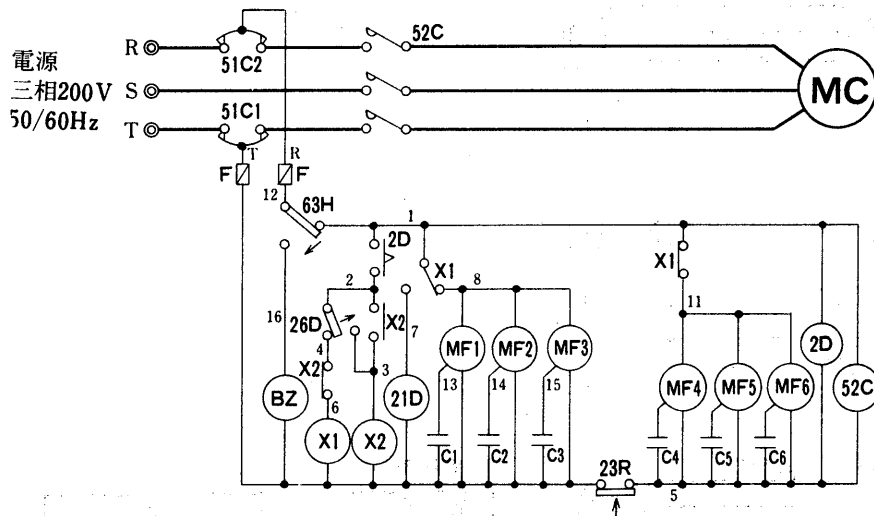 電源
三相200V
50/60Hz
R
S
T
51C2
51C1
52C
MC
T
R
F
F
12
63H
1
2D
X1
2
8
X1
16
26D
X2
7
11
4
MF1
MF2
MF3
2D
X2
3
13
14
15
MF4
MF5
MF6
52C
BZ
6
21D
X1
X2
C1
C2
C3
C4
C5
C6
23R
5